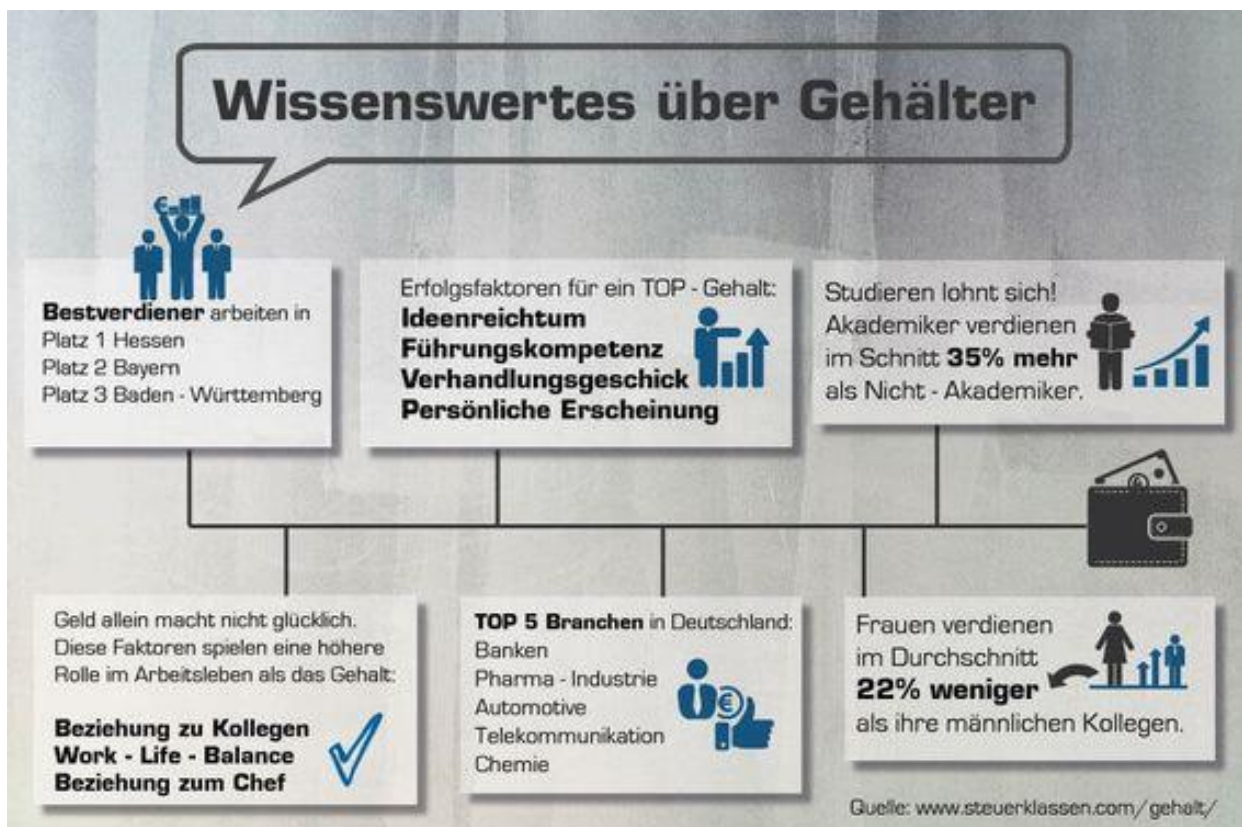 Wissenswertes über Gehälter
Bestverdiener arbeiten in
Platz 1 Hessen
Platz 2 Bayern
Platz 3 Baden - Württemberg
Erfolgsfaktoren für ein TOP - Gehalt:
Ideenreichtum
Führungskompetenz
Verhandlungsgeschick
Persönliche Erscheinung
Studieren lohnt sich!
Akademiker verdienen
im Schnitt 35% mehr
als Nicht - Akademiker.
Geld allein macht nicht glücklich.
Diese Faktoren spielen eine höhere
Rolle im Arbeitsleben als das Gehalt:
Beziehung zu Kollegen
Work - Life - Balance
Beziehung zum Chef
TOP 5 Branchen in Deutschland:
Banken
Pharma - Industrie
Automotive
Telekommunikation
Chemie
Frauen verdienen
im Durchschnitt
22% weniger
als ihre männlichen Kollegen.
Quelle: www.steuerklassen.com/gehalt/